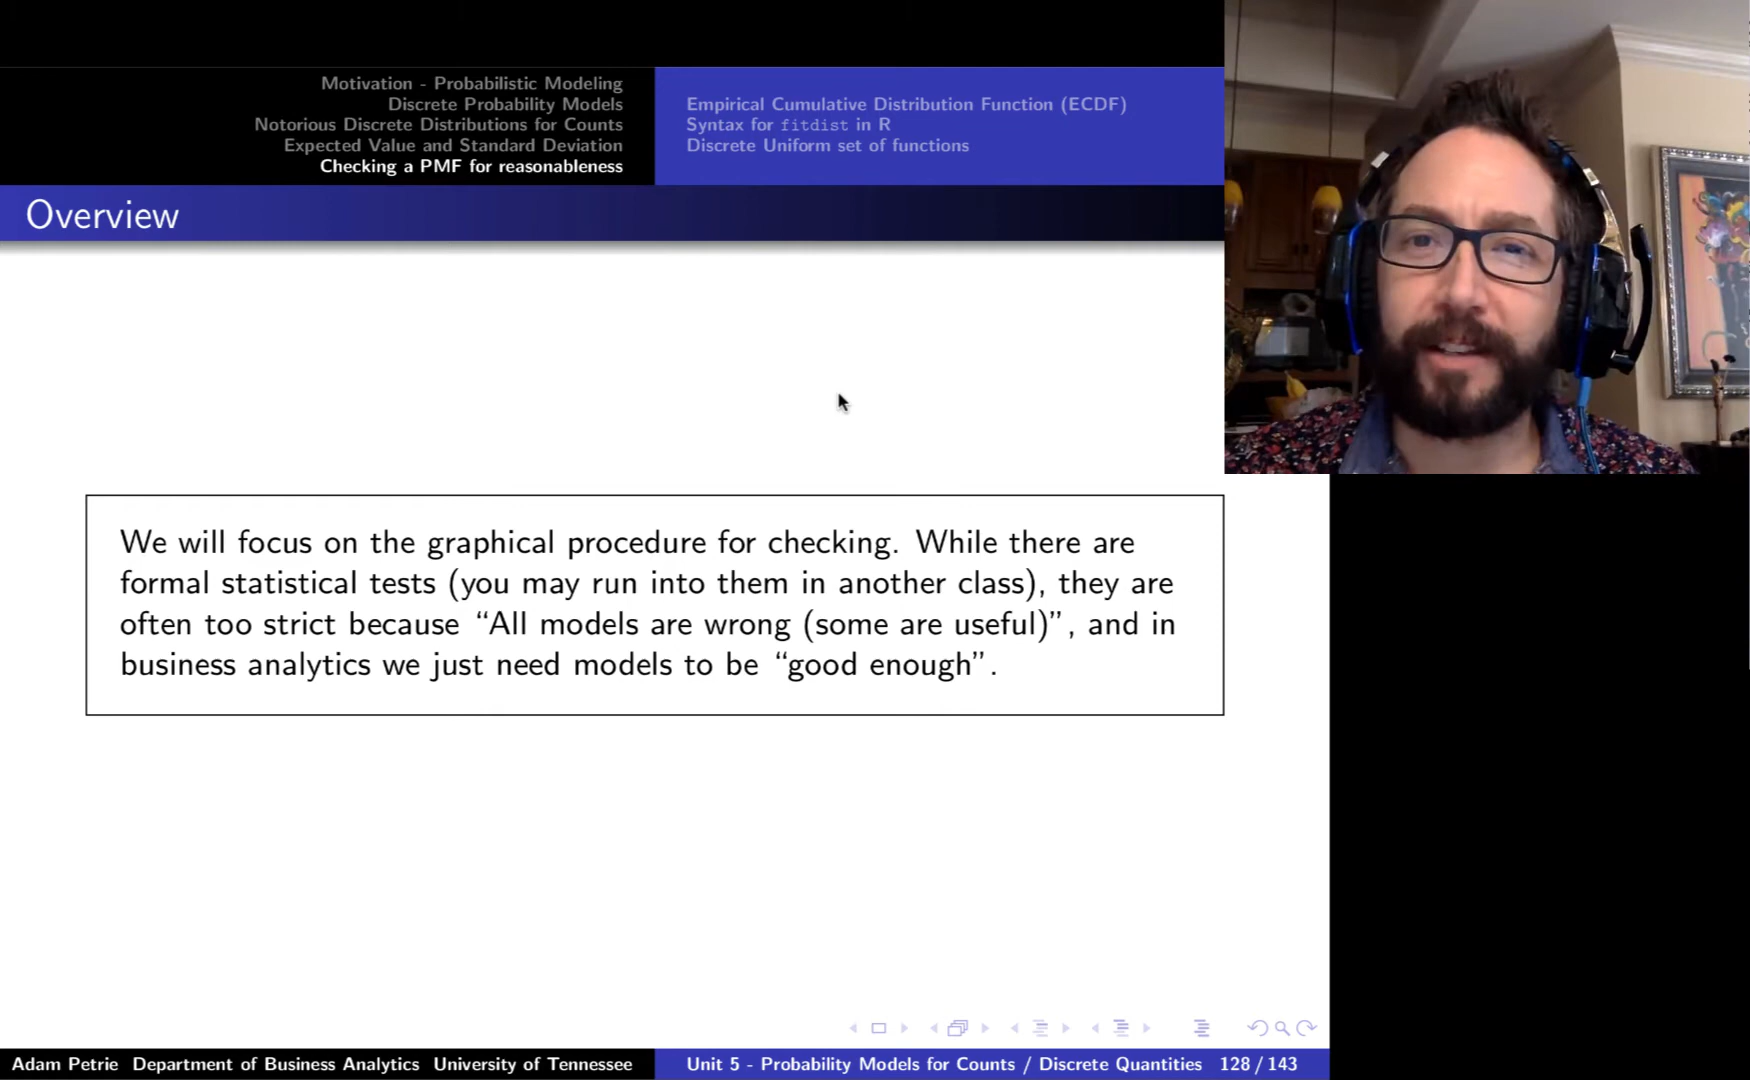 Motivation - Probabilistic Modeling
Discrete Probability Models
Notorious Discrete Distributions for Counts
Expected Value and Standard Deviation
Checking a PMF for reasonableness
Empirical Cumulative Distribution Function (ECDF)
Syntax for fitdist in R
Discrete Uniform set of functions
Overview
We will focus on the graphical procedure for checking. While there are
formal statistical tests (you may run into them in another class), they are
often too strict because “All models are wrong (some are useful)”, and in
business analytics we just need models to be “good enough”.
Adam Petrie Department of Business Analytics University of Tennessee
Unit 5 - Probability Models for Counts / Discrete Quantities 128 / 143